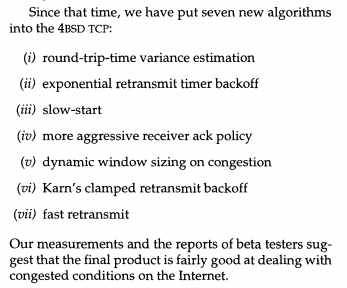 Since that time, we have put seven new algorithms
into the 4BSD TCP:
(i) round-trip-time variance estimation
(ii) exponential retransmit timer backoff
(iii) slow-start
(iv) more aggressive receiver ack policy
(v) dynamic window sizing on congestion
(vi) Karn's clamped retransmit backoff
(vii) fast retransmit
Our measurements and the reports of beta testers sug-
gest that the final product is fairly good at dealing with
congested conditions on the Internet.